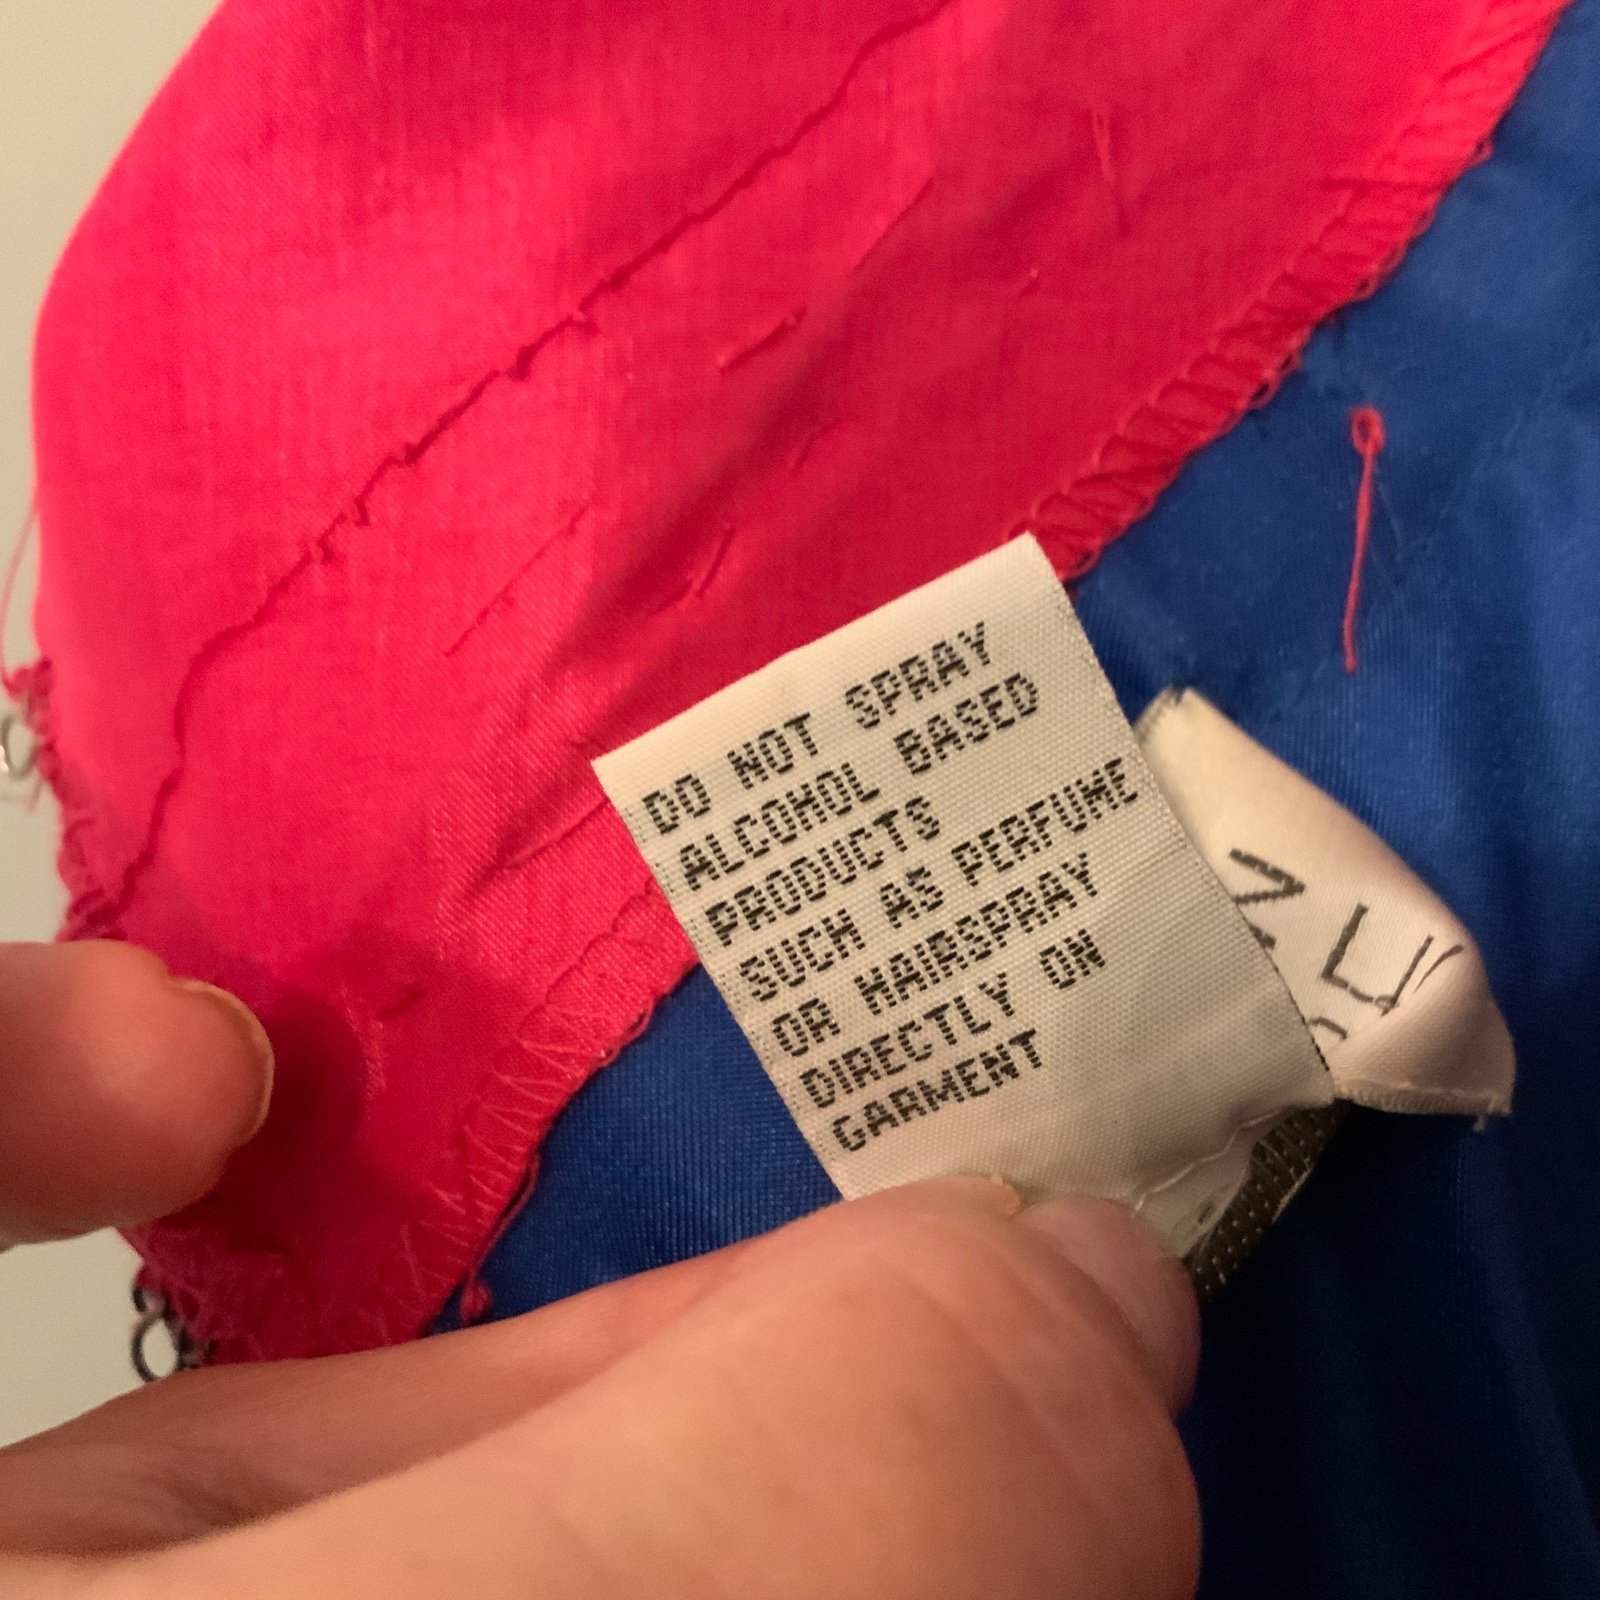 DO NOT SPRAY
ALCOHOL BASED
PRODUCTS
SUCH AS PERFUME
OR HAIRSPRAY
DIRECTLY ON
GARMENT